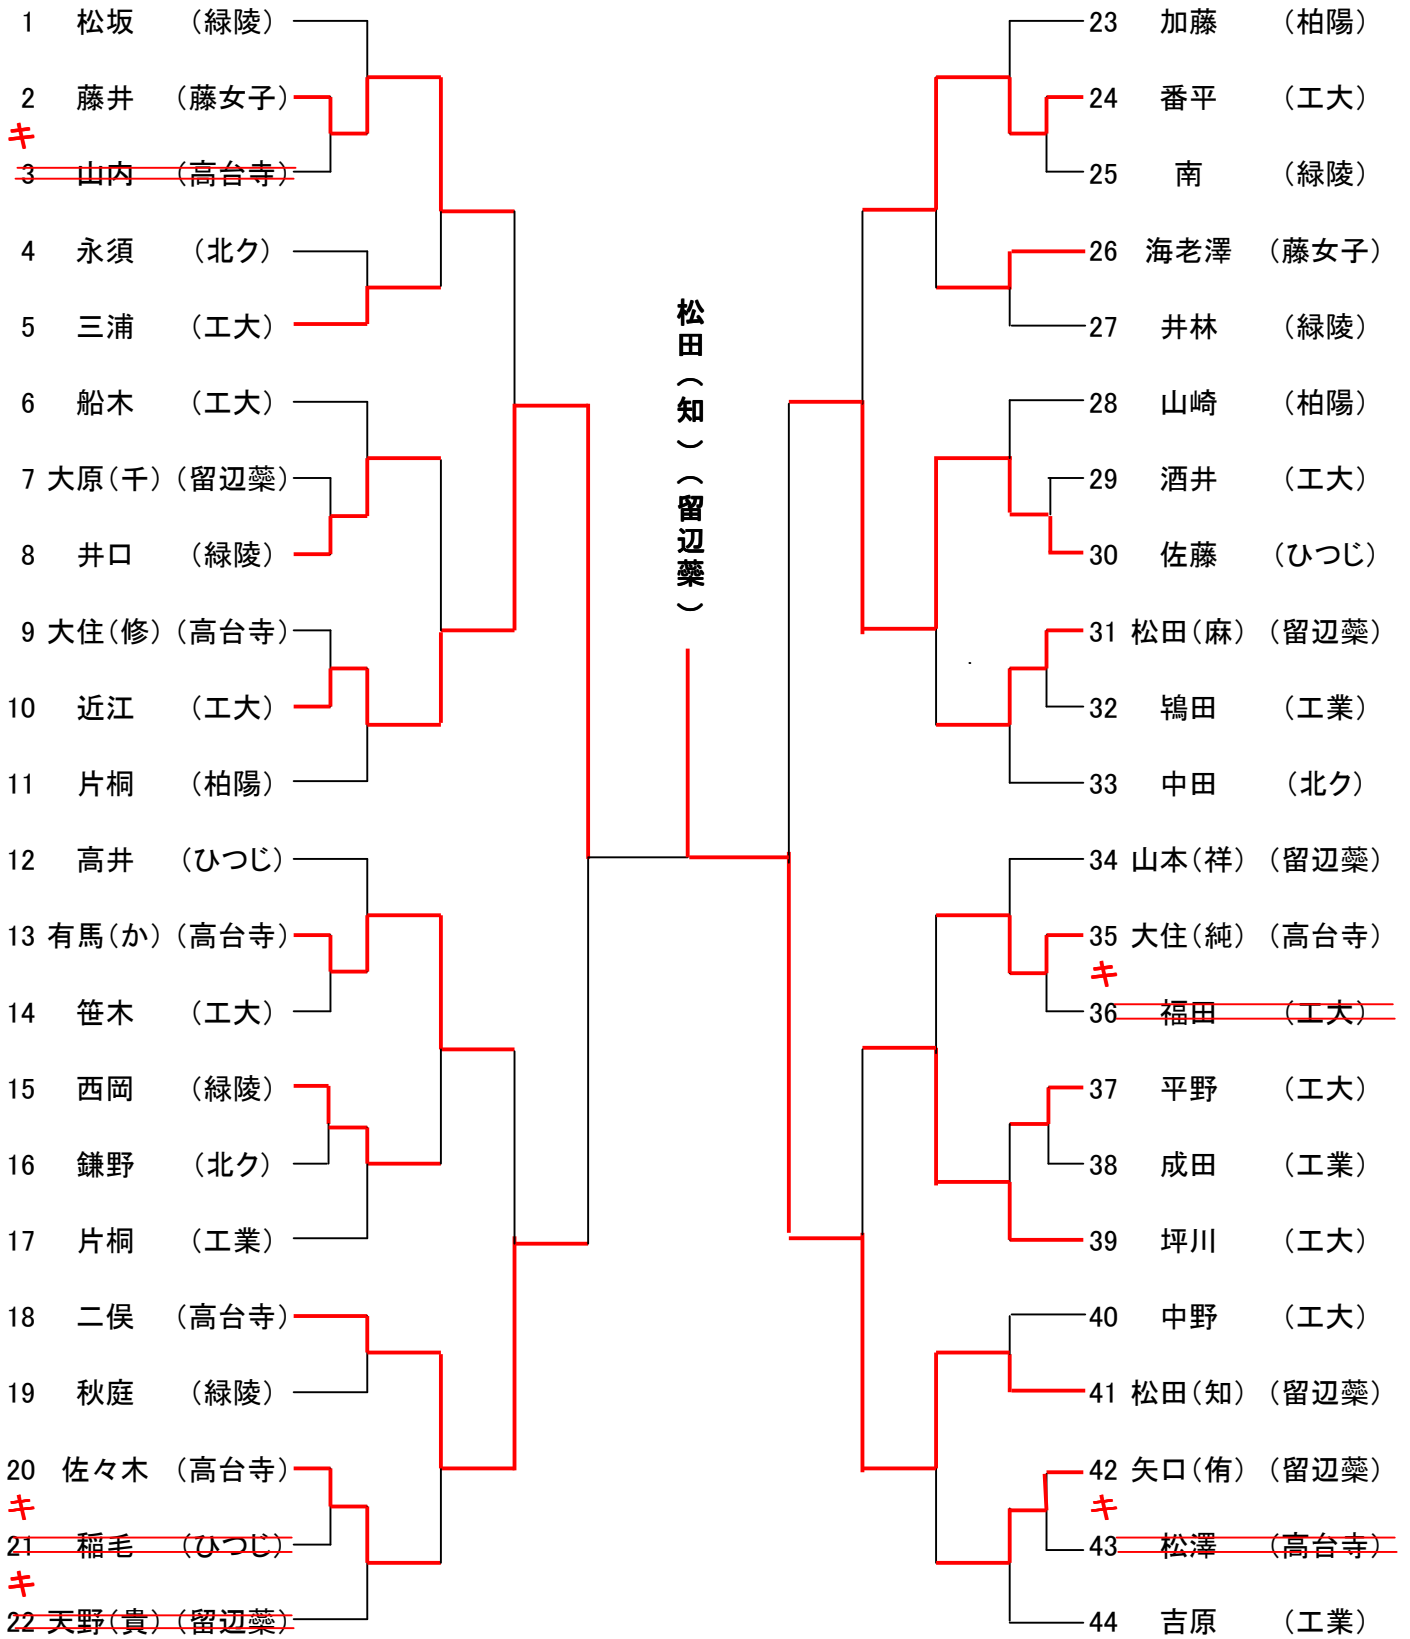 1 松坂 (緑陵)
2 藤井 (藤女子)
キ
3 山内 (高台寺)
4 永須 (北ク)
5 三浦 (工大)
6 船木 (工大)
7 大原(千) (留辺蘂)
8 井口 (緑陵)
9 大住(修) (高台寺)
10 近江 (工大)
11 片桐 (柏陽)
12 高井 (ひつじ)
13 有馬(か) (高台寺)
14 笹木 (工大)
15 西岡 (緑陵)
16 鎌野 (北ク)
17 片桐 (工業)
18 二俣 (高台寺)
19 秋庭 (緑陵)
20 佐々木 (高台寺)
キ
21 稲毛 (ひつじ)
キ
22 天野(貴) (留辺蘂)
松田(知)(留辺蘂)
23 加藤 (柏陽)
24 番平 (工大)
25 南 (緑陵)
26 海老澤 (藤女子)
27 井林 (緑陵)
28 山崎 (柏陽)
29 酒井 (工大)
30 佐藤 (ひつじ)
31 松田(麻) (留辺蘂)
32 鴇田 (工業)
33 中田 (北ク)
34 山本(祥) (留辺蘂)
35 大住(純) (高台寺)
キ
36 福田 (工大)
37 平野 (工大)
38 成田 (工業)
39 坪川 (工大)
40 中野 (工大)
41 松田(知) (留辺蘂)
42 矢口(侑) (留辺蘂)
キ
43 松澤 (高台寺)
44 吉原 (工業)